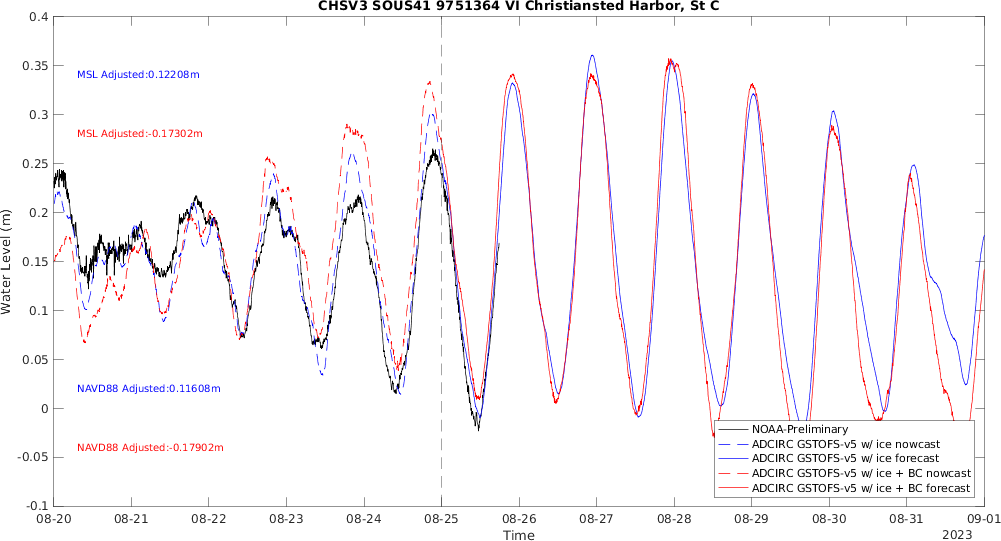 CHSV3 SOUS41 9751364 VI Christiansted Harbor, St C
0.4
0.35
0.3
0.25
0.2
0.15
0.1
0.05
0
-0.05
-0.1
Water Level (m)
MSL Adjusted:0.12208m
MSL Adjusted:-0.17302m
NAVD88 Adjusted:0.11608m
NAVD88 Adjusted:-0.17902m
NOAA-Preliminary
ADCIRC GSTOFS-v5 w/ ice nowcast
ADCIRC GSTOFS-v5 w/ ice forecast
ADCIRC GSTOFS-v5 w/ ice + BC nowcast
ADCIRC GSTOFS-v5 w/ ice + BC forecast
08-20 08-21 08-22 08-23 08-24 08-25 08-26 08-27 08-28 08-29 08-30 08-31 09-01
Time
2023